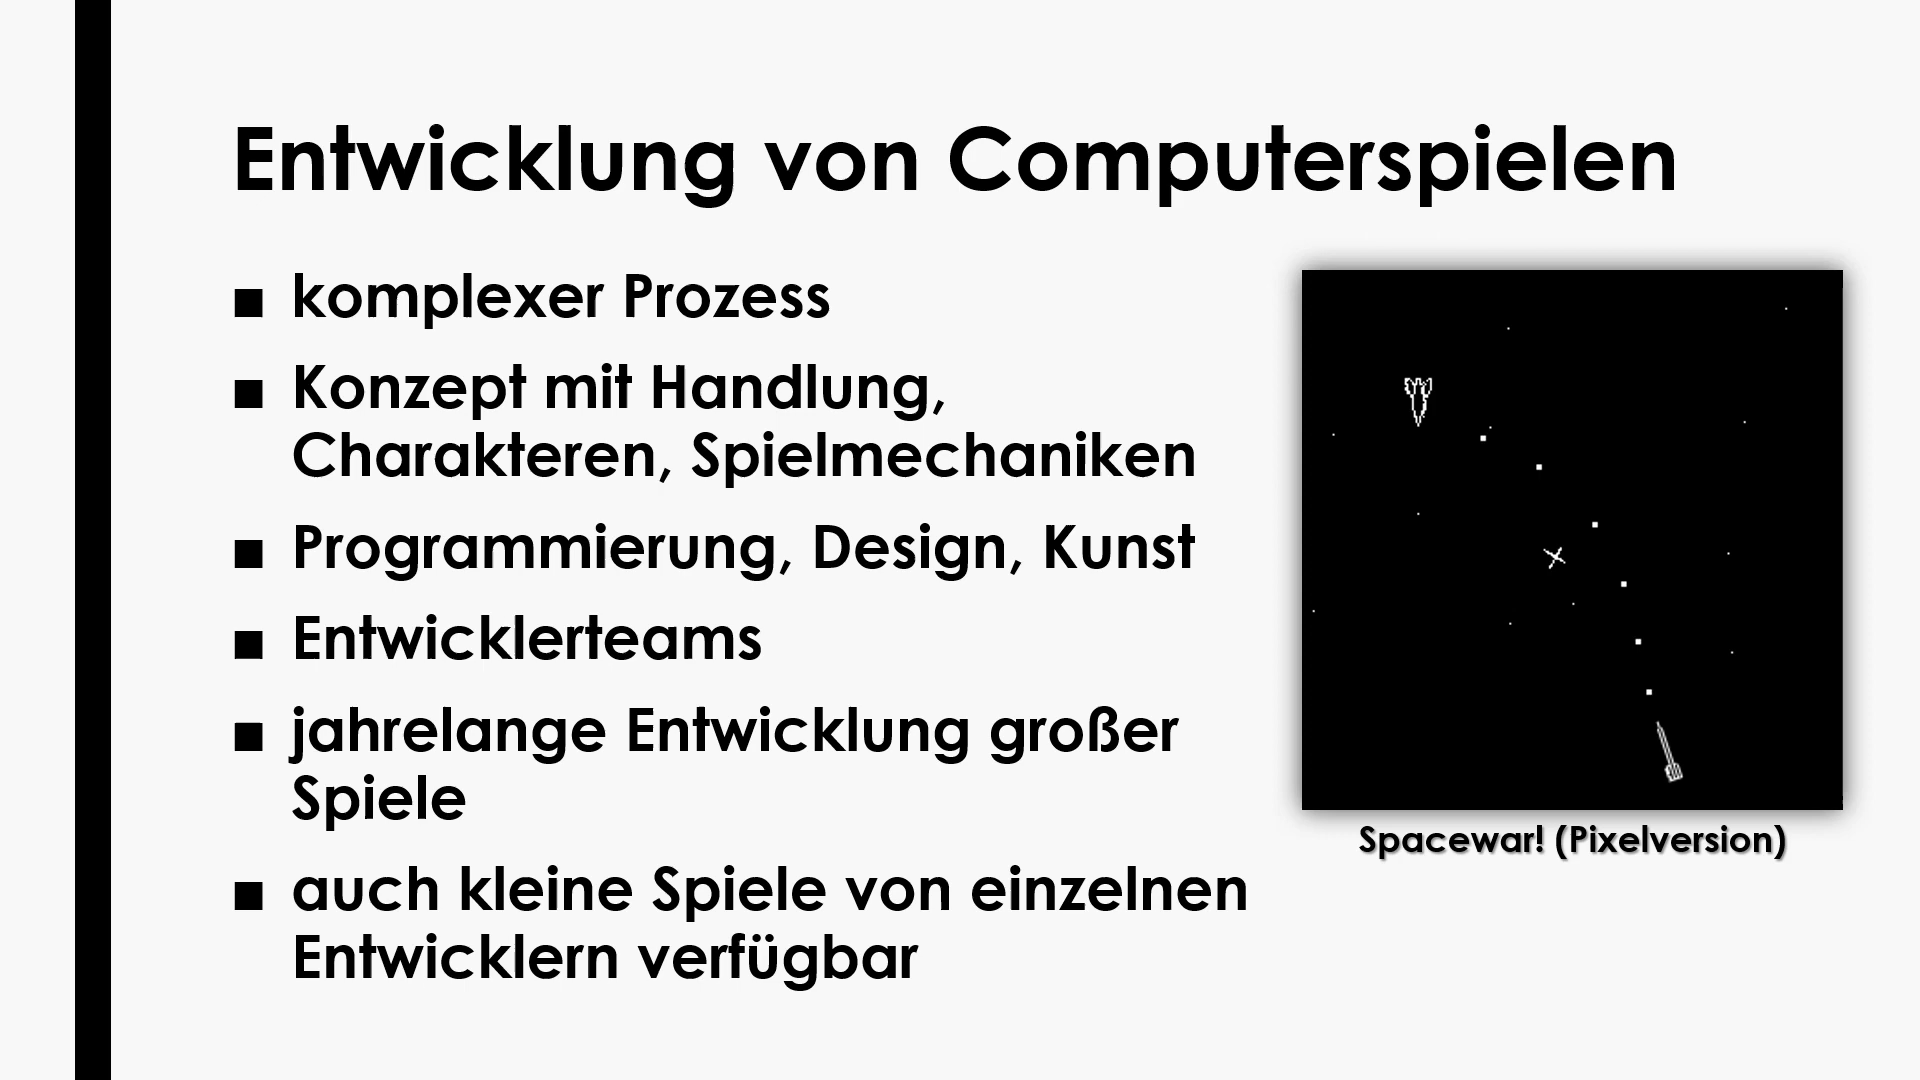 Entwicklung von Computerspielen
■ komplexer Prozess
■ Konzept mit Handlung,
Charakteren, Spielmechaniken
■ Programmierung, Design, Kunst
■ Entwicklerteams
■ jahrelange Entwicklung großer
Spiele
■ auch kleine Spiele von einzelnen
Entwicklern verfügbar
Spacewar! (Pixelversion)